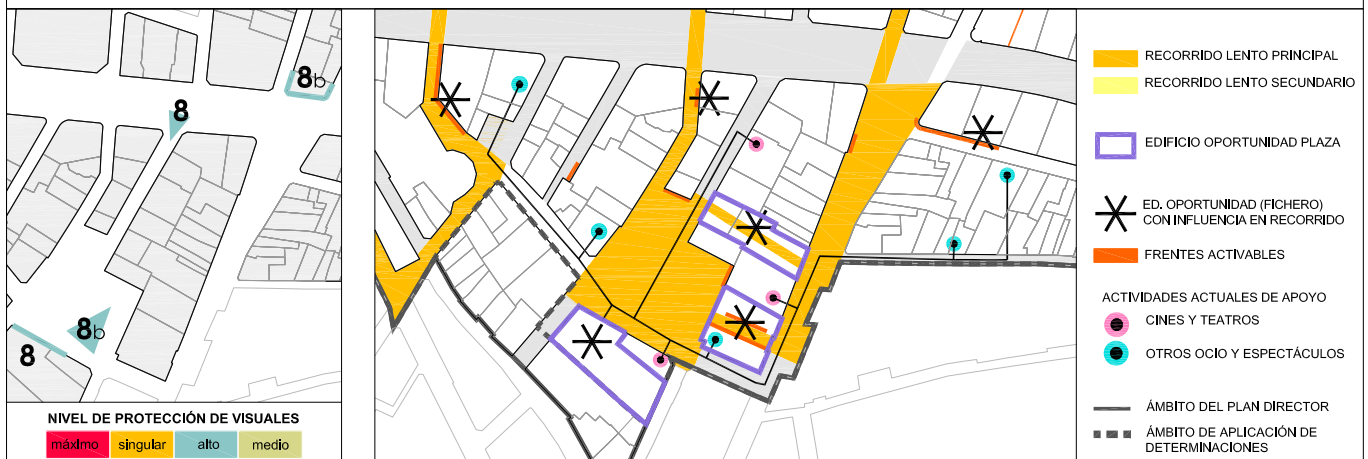 8b
8
8b
8
NIVEL DE PROTECCIÓN DE VISUALES
máximo singular alto medio
RECORRIDO LENTO PRINCIPAL
RECORRIDO LENTO SECUNDARIO
EDIFICIO OPORTUNIDAD PLAZA
ED. OPORTUNIDAD (FICHERO)
CON INFLUENCIA EN RECORRIDO
FRENTES ACTIVABLES
ACTIVIDADES ACTUALES DE APOYO
CINES Y TEATROS
OTROS OCIO Y ESPECTÁCULOS
ÁMBITO DEL PLAN DIRECTOR
ÁMBITO DE APLICACIÓN DE
DETERMINACIONES